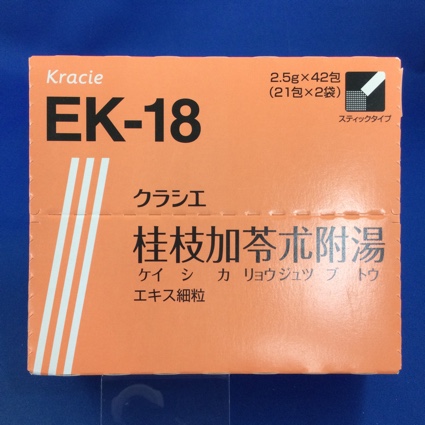 Kracie
2.5g×42包
(21包×2袋)
EK-18
スティックタイプ
クラシエ
桂枝加苓朮附湯
ケイ シ カ リョウジュツ ブ トウ
エキス細粒